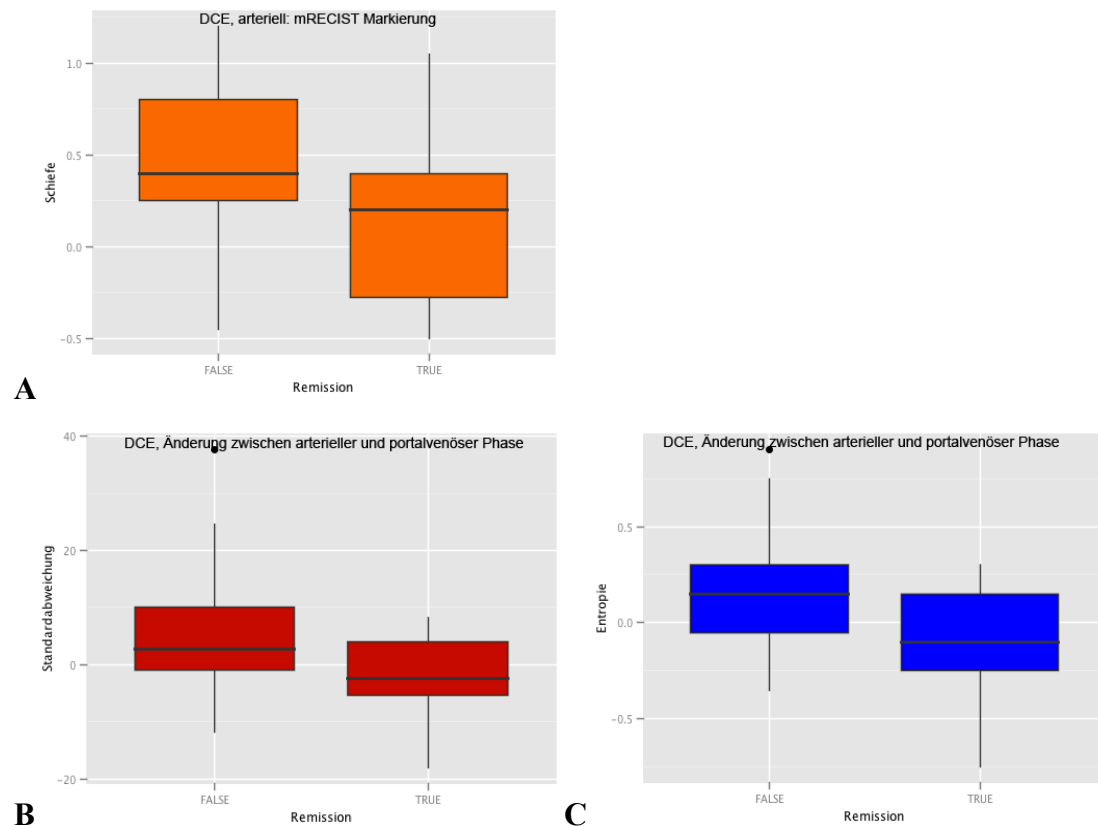 DCE, arteriell: mRECIST Markierung
1.0
0.5
0.0
−0.5
Schiefe
FALSE
TRUE
Remission
A
DCE, Änderung zwischen arterieller und portalvenöser Phase
40
20
0
−20
Standardabweichung
FALSE
TRUE
Remission
B
DCE, Änderung zwischen arterieller und portalvenöser Phase
0.5
0.0
−0.5
Entropie
FALSE
TRUE
Remission
C